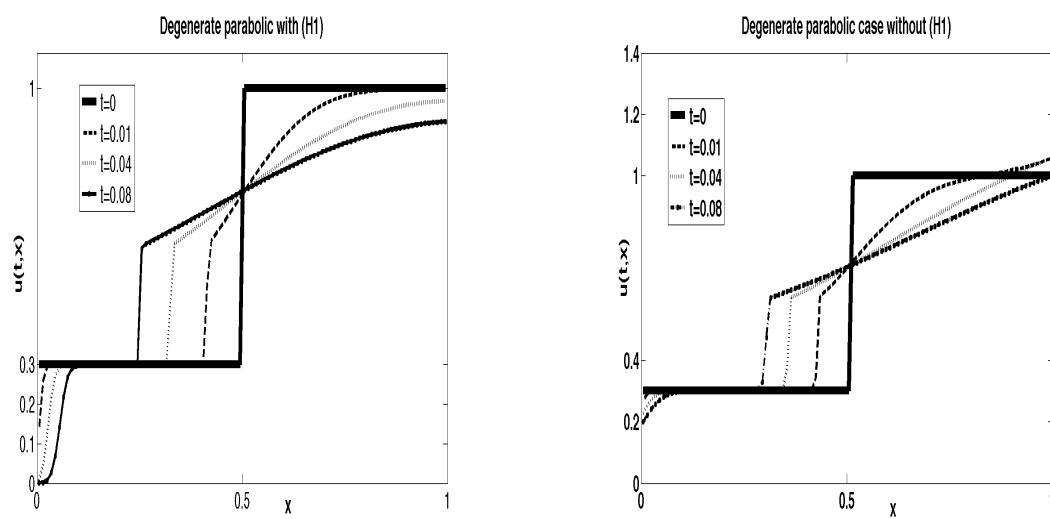 Degenerate parabolic with (H1)
1
0.3
0.2
0.1
0
0
0.5
1
x
u(t,x)
t=0
t=0.01
t=0.04
t=0.08
Degenerate parabolic case without (H1)
1.4
1.2
1
0.4
0.2
0
0
0.5
1
x
u(t,x)
t=0
t=0.01
t=0.04
t=0.08